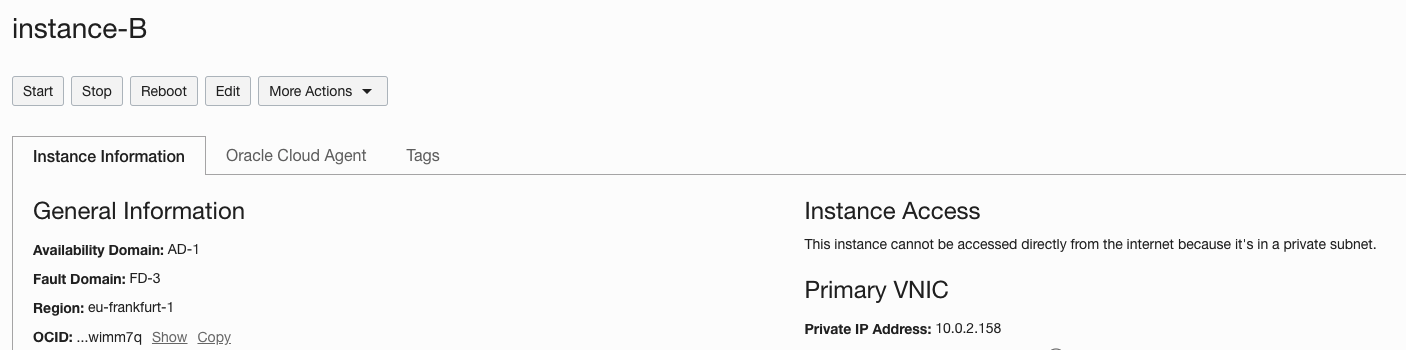 instance-B
Start Stop Reboot Edit More Actions
Instance Information Oracle Cloud Agent Tags
General Information
Availability Domain: AD-1
Fault Domain: FD-3
Region: eu-frankfurt-1
OCID: ...wimm7q Show Copy
Instance Access
This instance cannot be accessed directly from the internet because it's in a private subnet.
Primary VNIC
Private IP Address: 10.0.2.158